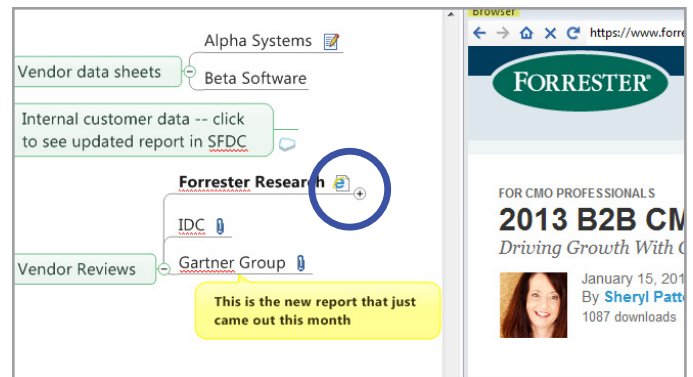 Alpha Systems
Vendor data sheets
Beta Software
Internal customer data -- click
to see updated report in SFDC
Forrester Research
IDC
Vendor Reviews
Gartner Group
This is the new report that just
came out this month
Browser
https://www.forre
FORRESTER®
FOR CMO PROFESSIONALS
2013 B2B CM
Driving Growth With
January 15, 201
By Sheryl Patt
1087 downloads